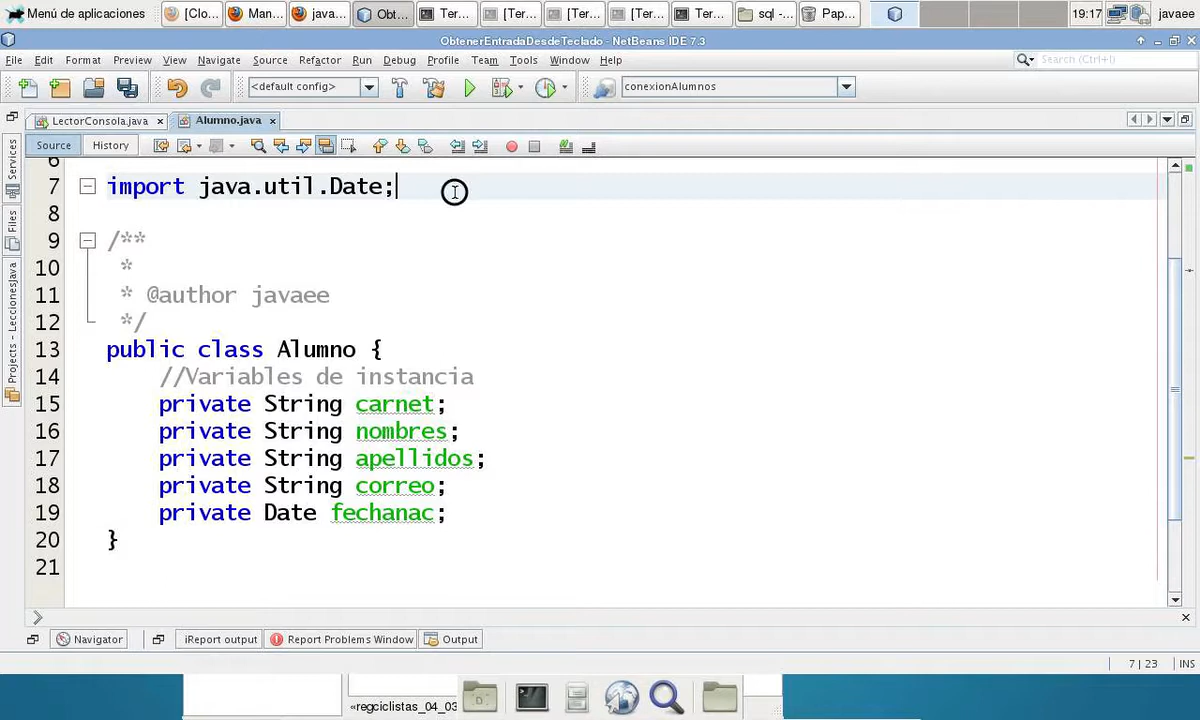 Menú de aplicaciones [Clo... Man... java... Obt... Ter... [Ter... [Ter... [Ter... Ter... sql -... Pap... 19:17 javaee
ObtenerEntradaDesdeTeclado - NetBeans IDE 7.3
File Edit Format Preview View Navigate Source Refactor Run Debug Profile Team Tools Window Help Search (Ctrl+I)
<default config> conexionAlumnos
LectorConsola.java Alumno.java
Source History
Services
Files
Projects - LeccionesJava
6
7 import java.util.Date;
8
9 /**
10 *
11 * @author javaee
12 */
13 public class Alumno {
14 //Variables de instancia
15 private String carnet;
16 private String nombres;
17 private String apellidos;
18 private String correo;
19 private Date fechanac;
20 }
21
Navigator iReport output Report Problems Window Output
7 | 23 INS
«regciclistas_04_03